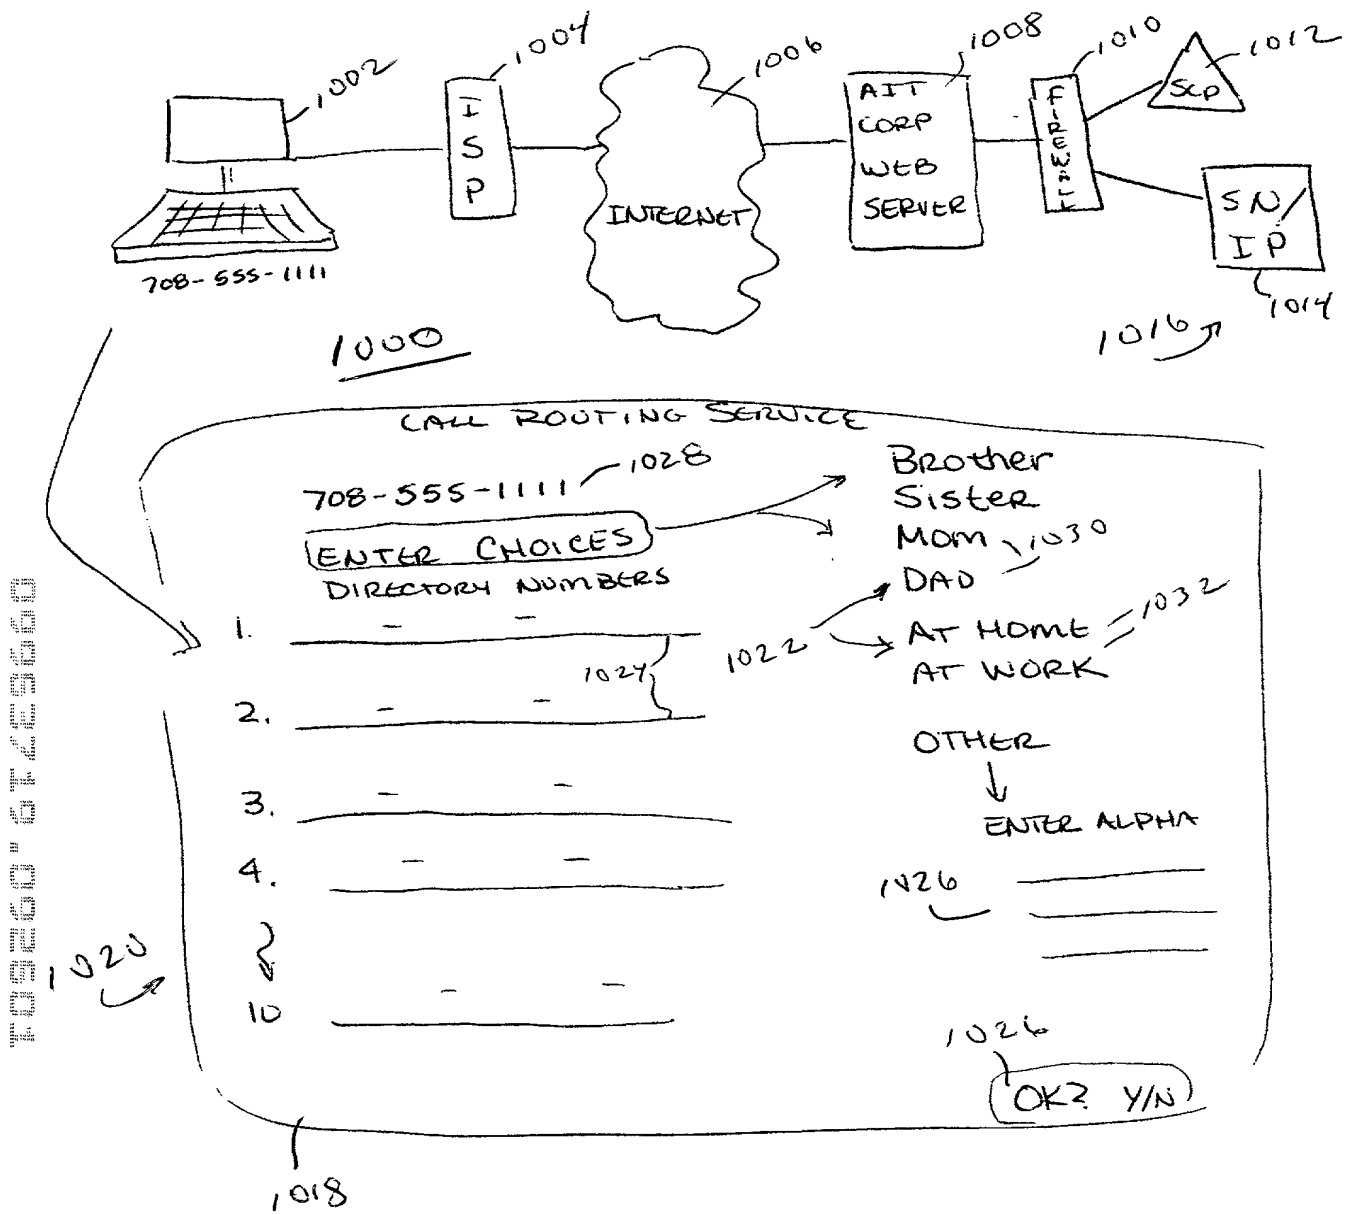 1002
1004
1006
1008
1010
1012
I
S
P
INTERNET
AIT
CORP
WEB
SERVER
SCP
SN/
IP
708-555-1111
1014
1016
1000
CALL ROUTING SERVICE
708-555-1111
1028
ENTER CHOICES
DIRECTORY NUMBERS
Brother
Sister
Mom
1030
DAD
1022
AT HOME
1032
AT WORK
1. - -
1024
2. - -
3. - -
4. - -
10 - -
OTHER
ENTER ALPHA
1026
1020
1026
OK? Y/N
1018
09953719.092501